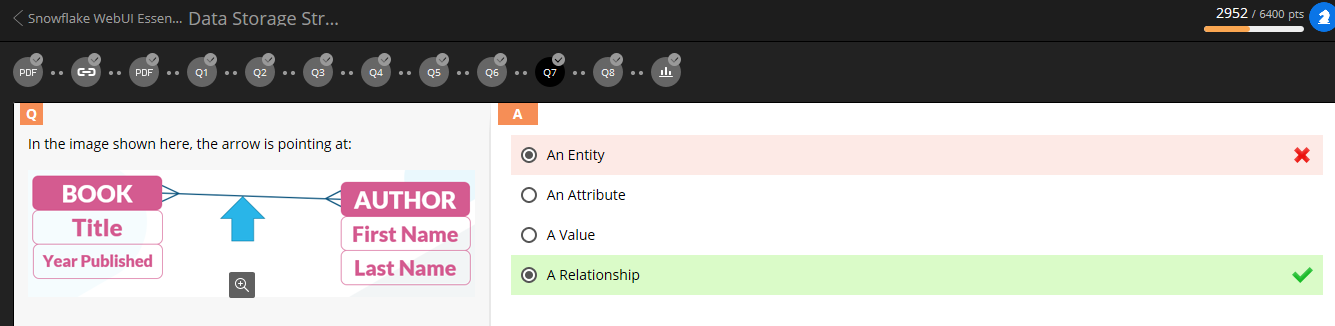 Snowflake WebUI Essen... Data Storage Str...
2952 / 6400 pts
PDF PDF Q1 Q2 Q3 Q4 Q5 Q6 Q7 Q8
Q
In the image shown here, the arrow is pointing at:
BOOK
Title
Year Published
AUTHOR
First Name
Last Name
A
An Entity
An Attribute
A Value
A Relationship